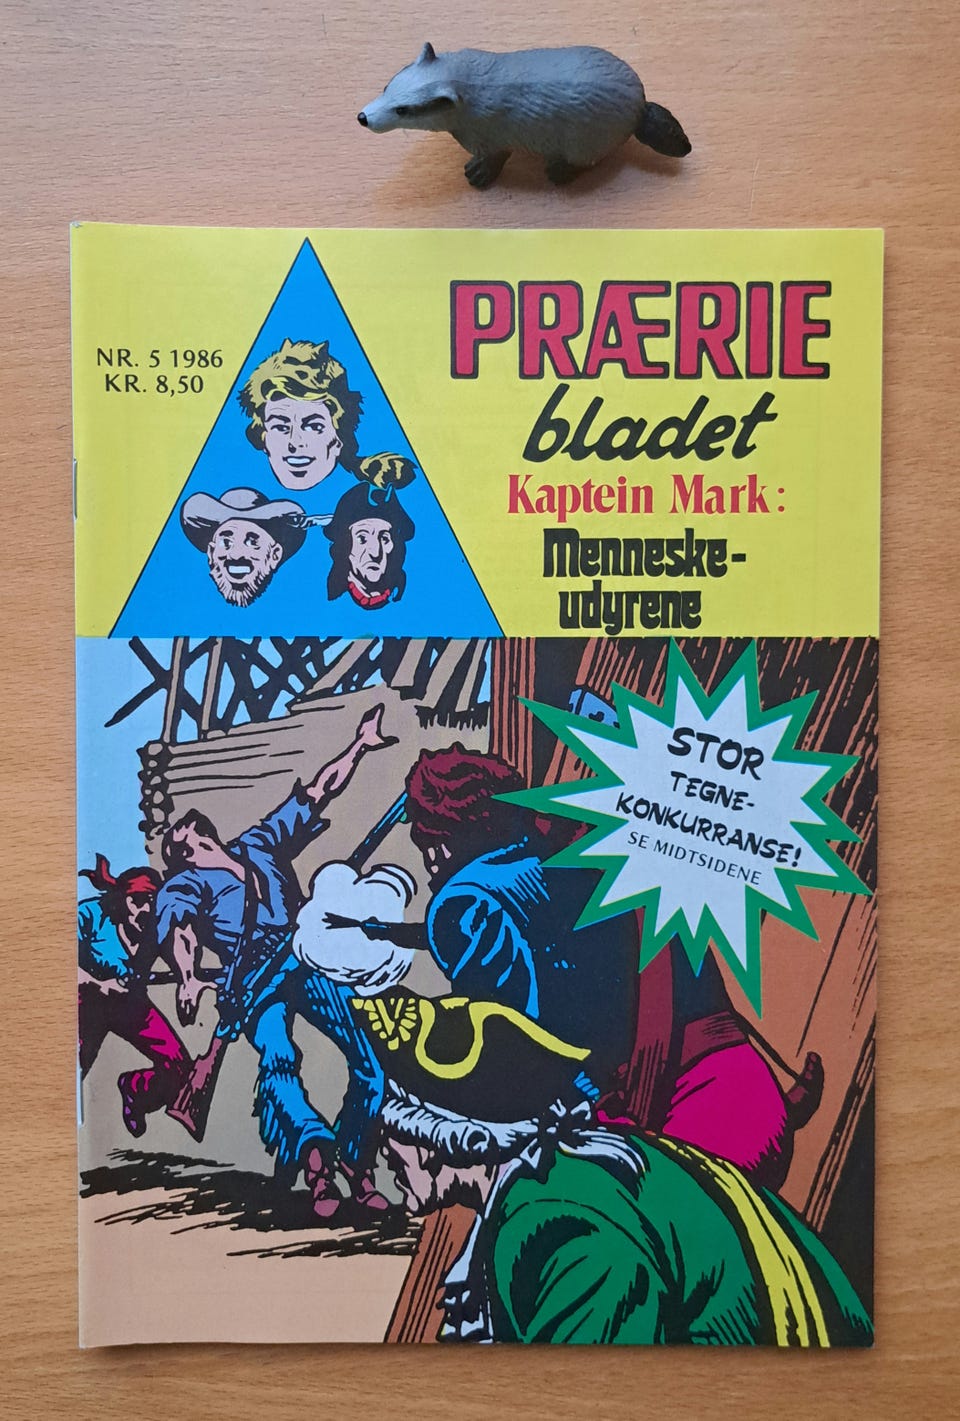 NR. 5 1986
KR. 8,50
PRÆRIE
bladet
Kaptein Mark:
Menneske-
udyrene
STOR
TEGNE-
KONKURRANSE!
SE MIDTSIDENE